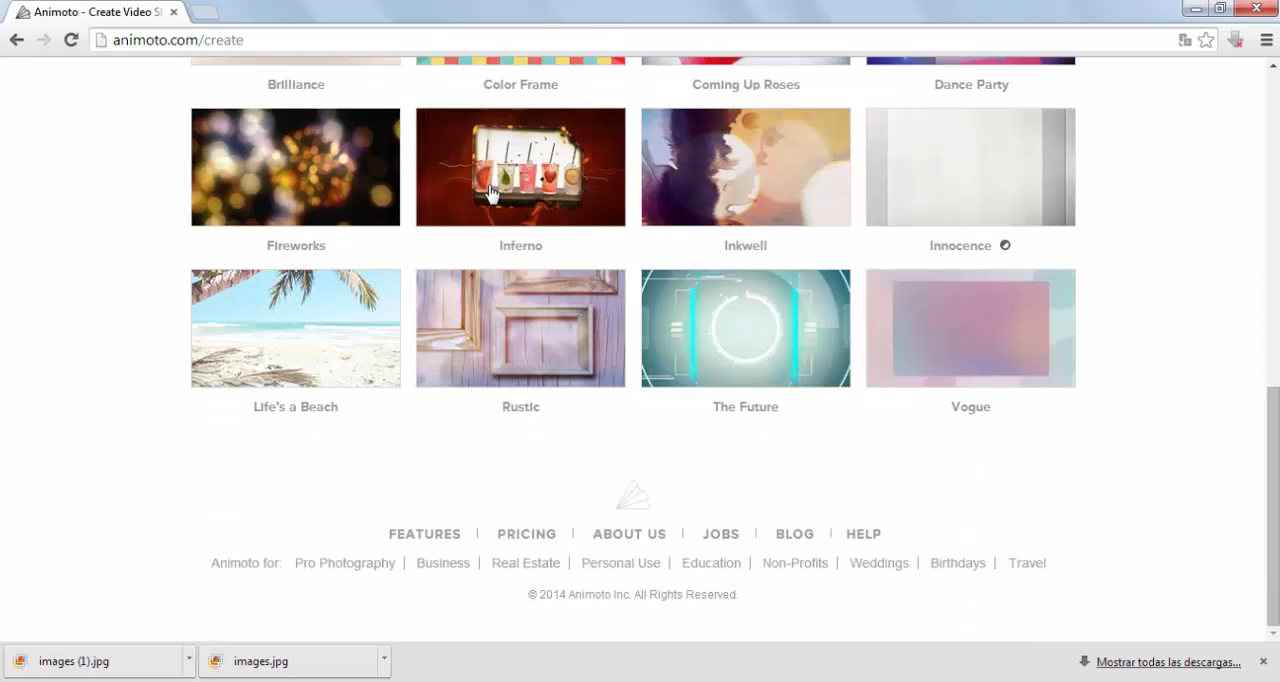 Animoto - Create Video Sl
animoto.com/create
Brilliance
Color Frame
Coming Up Roses
Dance Party
Fireworks
Inferno
Inkwell
Innocence
Life's a Beach
Rustic
The Future
Vogue
FEATURES | PRICING | ABOUT US | JOBS | BLOG | HELP
Animoto for: Pro Photography | Business | Real Estate | Personal Use | Education | Non-Profits | Weddings | Birthdays | Travel
© 2014 Animoto Inc. All Rights Reserved.
images (1).jpg
images.jpg
Mostrar todas las descargas...